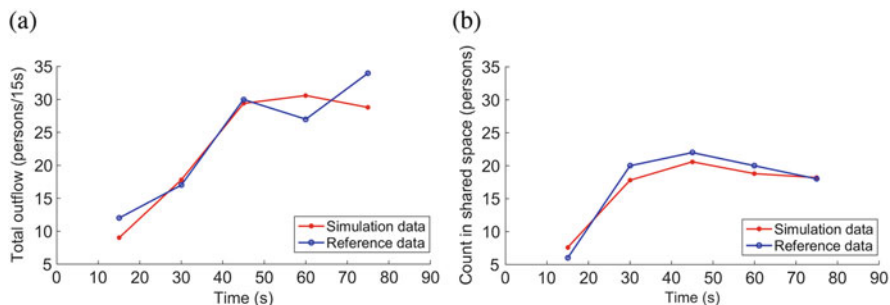 (a)
Total outflow (persons/15s)
35
30
25
20
15
10
5
0 10 20 30 40 50 60 70 80 90
Time (s)
Simulation data
Reference data
(b)
Count in shared space (persons)
35
30
25
20
15
10
5
0 10 20 30 40 50 60 70 80 90
Time (s)
Simulation data
Reference data